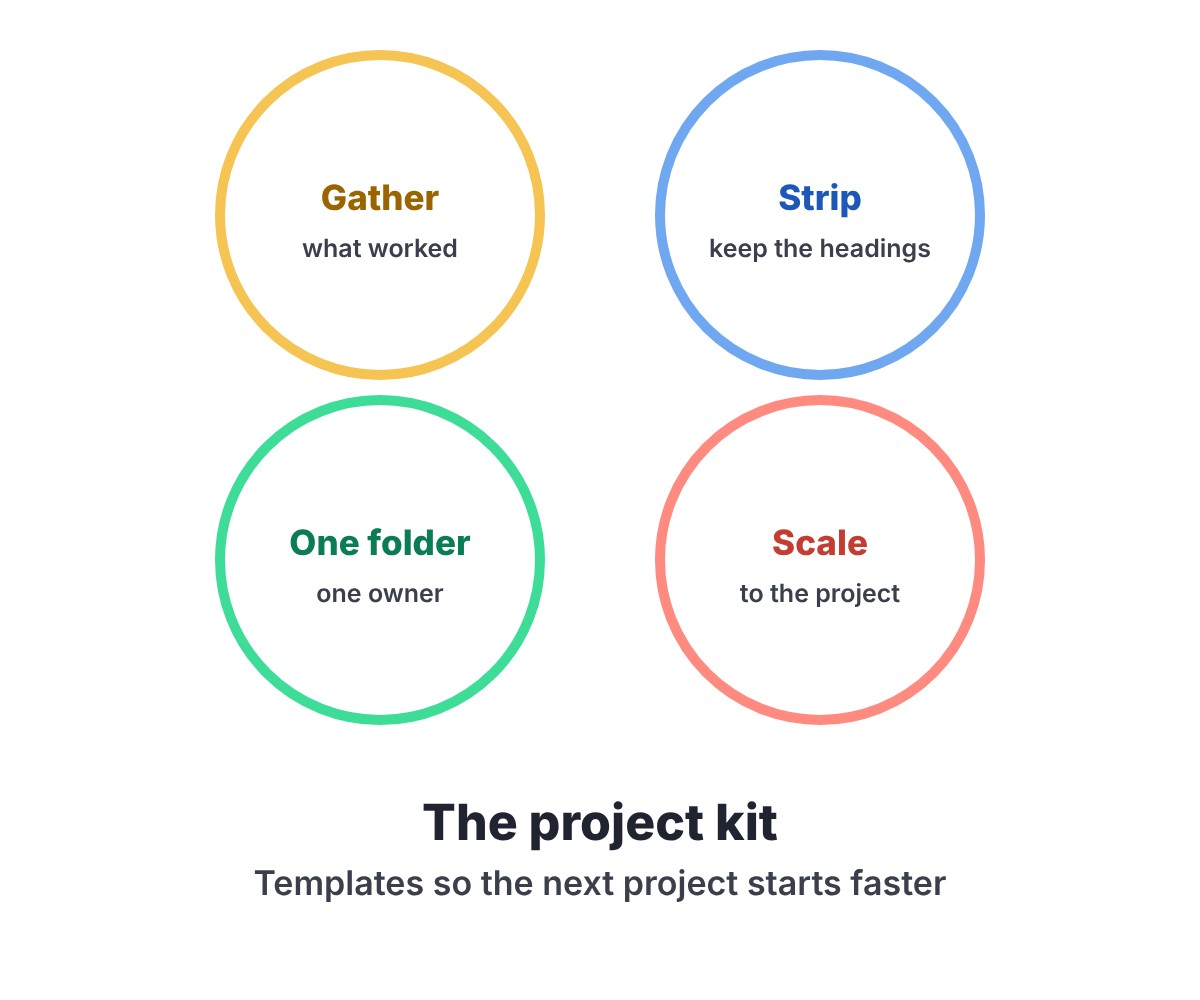 Gather
what worked
Strip
keep the headings
One folder
one owner
Scale
to the project
The project kit
Templates so the next project starts faster